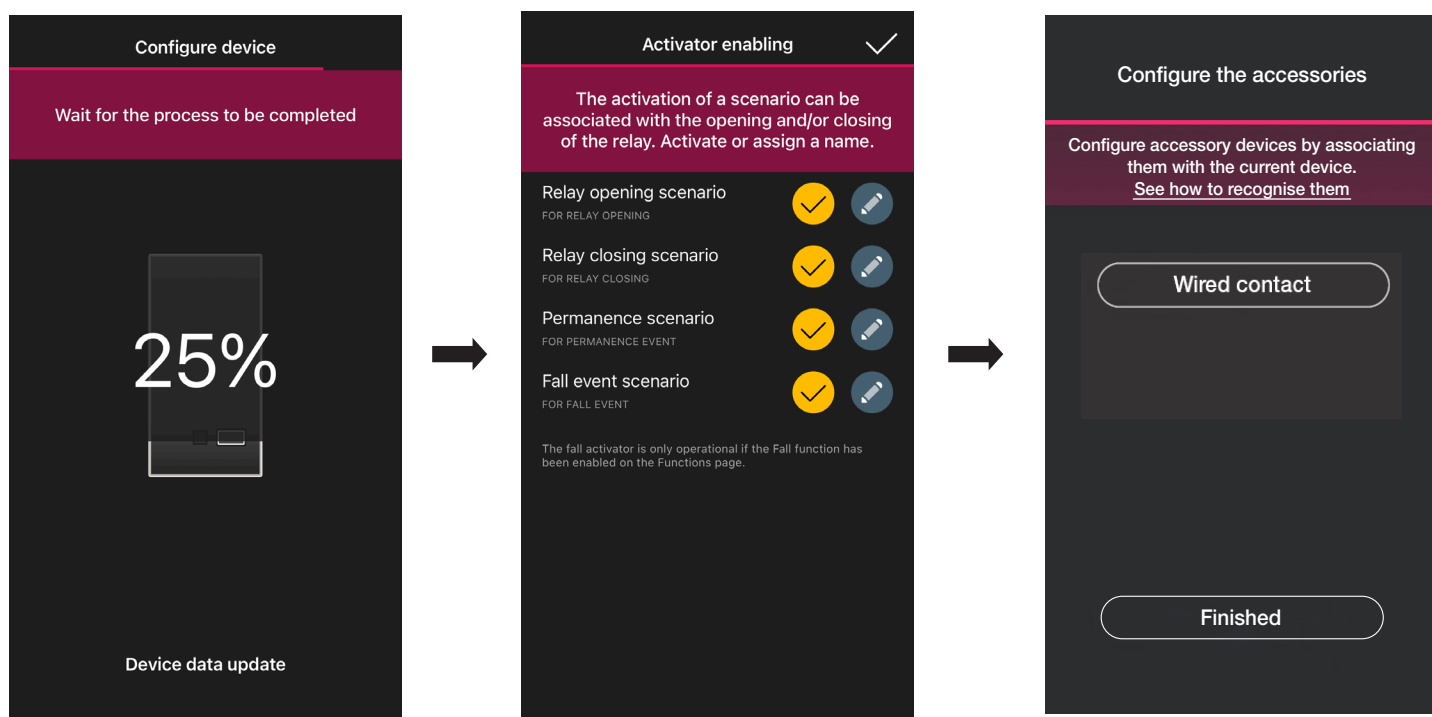 Configure device
Wait for the process to be completed
25%
Device data update
Activator enabling
The activation of a scenario can be
associated with the opening and/or closing
of the relay. Activate or assign a name.
Relay opening scenario
FOR RELAY OPENING
Relay closing scenario
FOR RELAY CLOSING
Permanence scenario
FOR PERMANENCE EVENT
Fall event scenario
FOR FALL EVENT
The fall activator is only operational if the Fall function has
been enabled on the Functions page.
Configure the accessories
Configure accessory devices by associating
them with the current device.
See how to recognise them
Wired contact
Finished